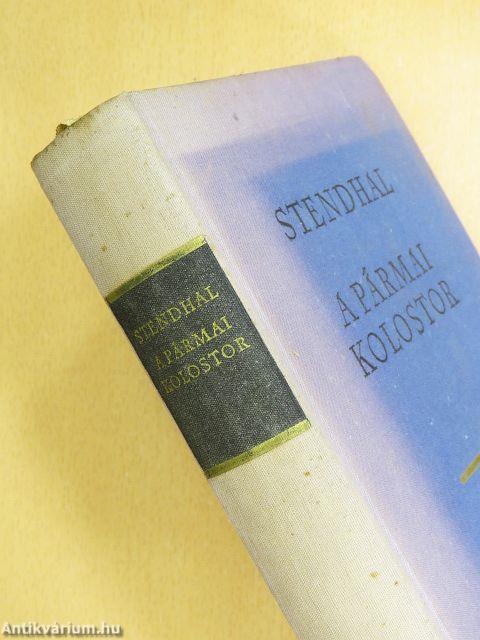 STENDHAL
A PÁRMAI
KOLOSTOR
STENDHAL
A PÁRMAI
KOLOSTOR
Antikvárium.hu